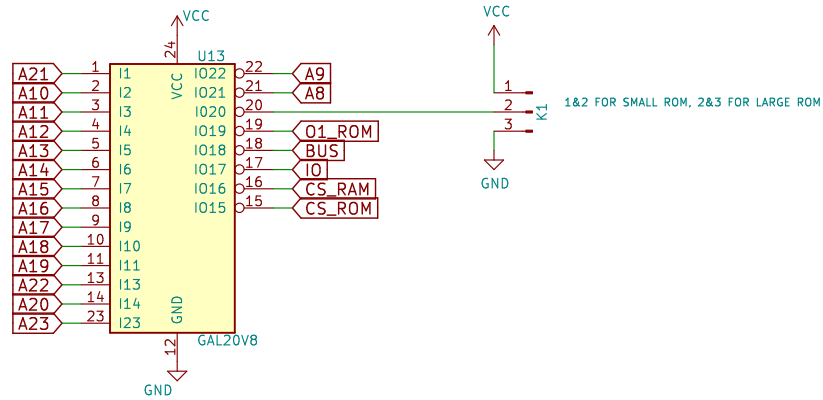 VCC
VCC
24
U13
A21 1 I1 VCC IO22 22 A9
A10 2 I2 IO21 21 A8
1
A11 3 I3 IO20 20
2
K1
1&2 FOR SMALL ROM, 2&3 FOR LARGE ROM
A12 4 I4 IO19 19 O1_ROM
3
A13 5 I5 IO18 18 BUS
A14 6 I6 IO17 17 IO
GND
A15 7 I7 IO16 16 CS_RAM
A16 8 I8 IO15 15 CS_ROM
A17 9 I9
A18 10 I10
A19 11 I11
A22 13 I13
A20 14 I14
A23 23 I23
GND
GAL20V8
12
GND